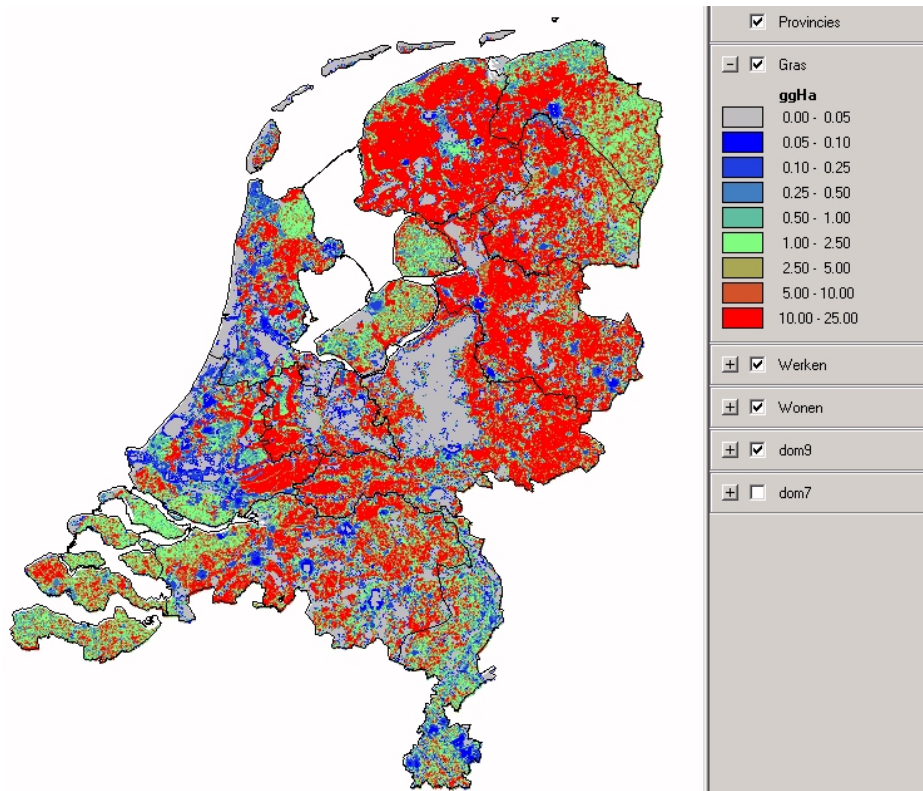 Provincies
Gras
ggHa
0.00 - 0.05
0.05 - 0.10
0.10 - 0.25
0.25 - 0.50
0.50 - 1.00
1.00 - 2.50
2.50 - 5.00
5.00 - 10.00
10.00 - 25.00
Werken
Wonen
dom9
dom7